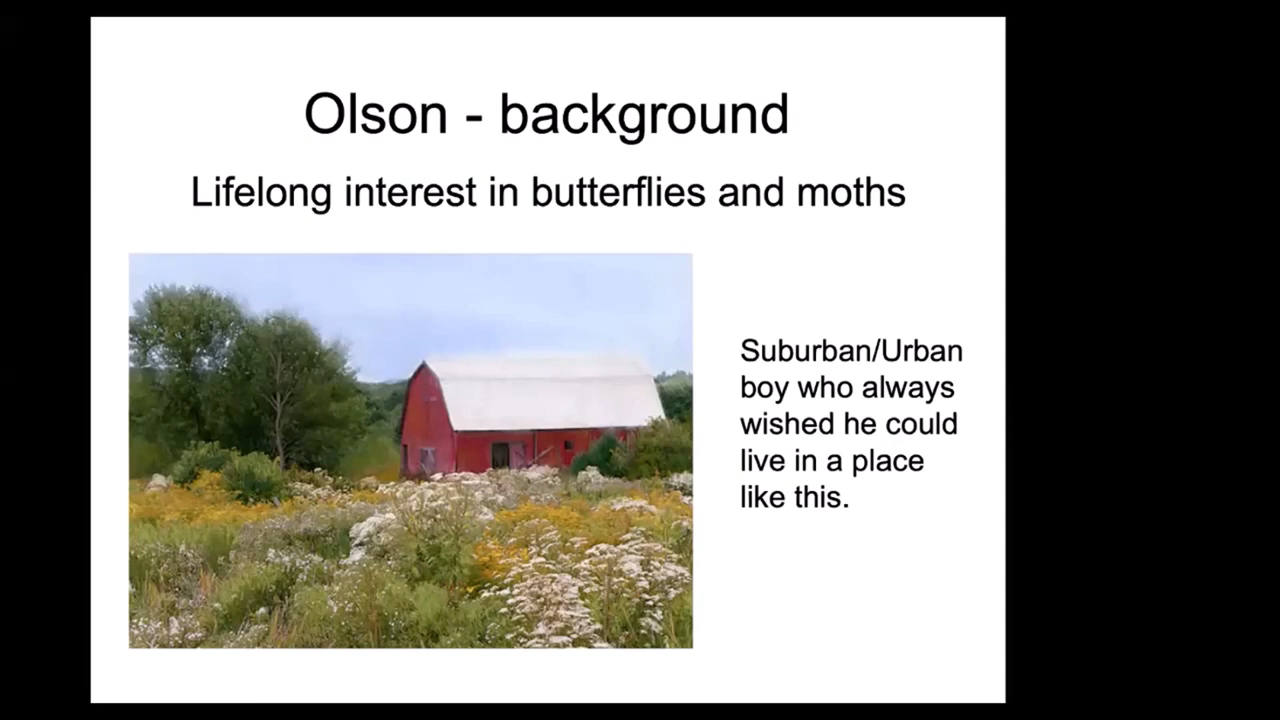 Olson - background
Lifelong interest in butterflies and moths
Suburban/Urban
boy who always
wished he could
live in a place
like this.